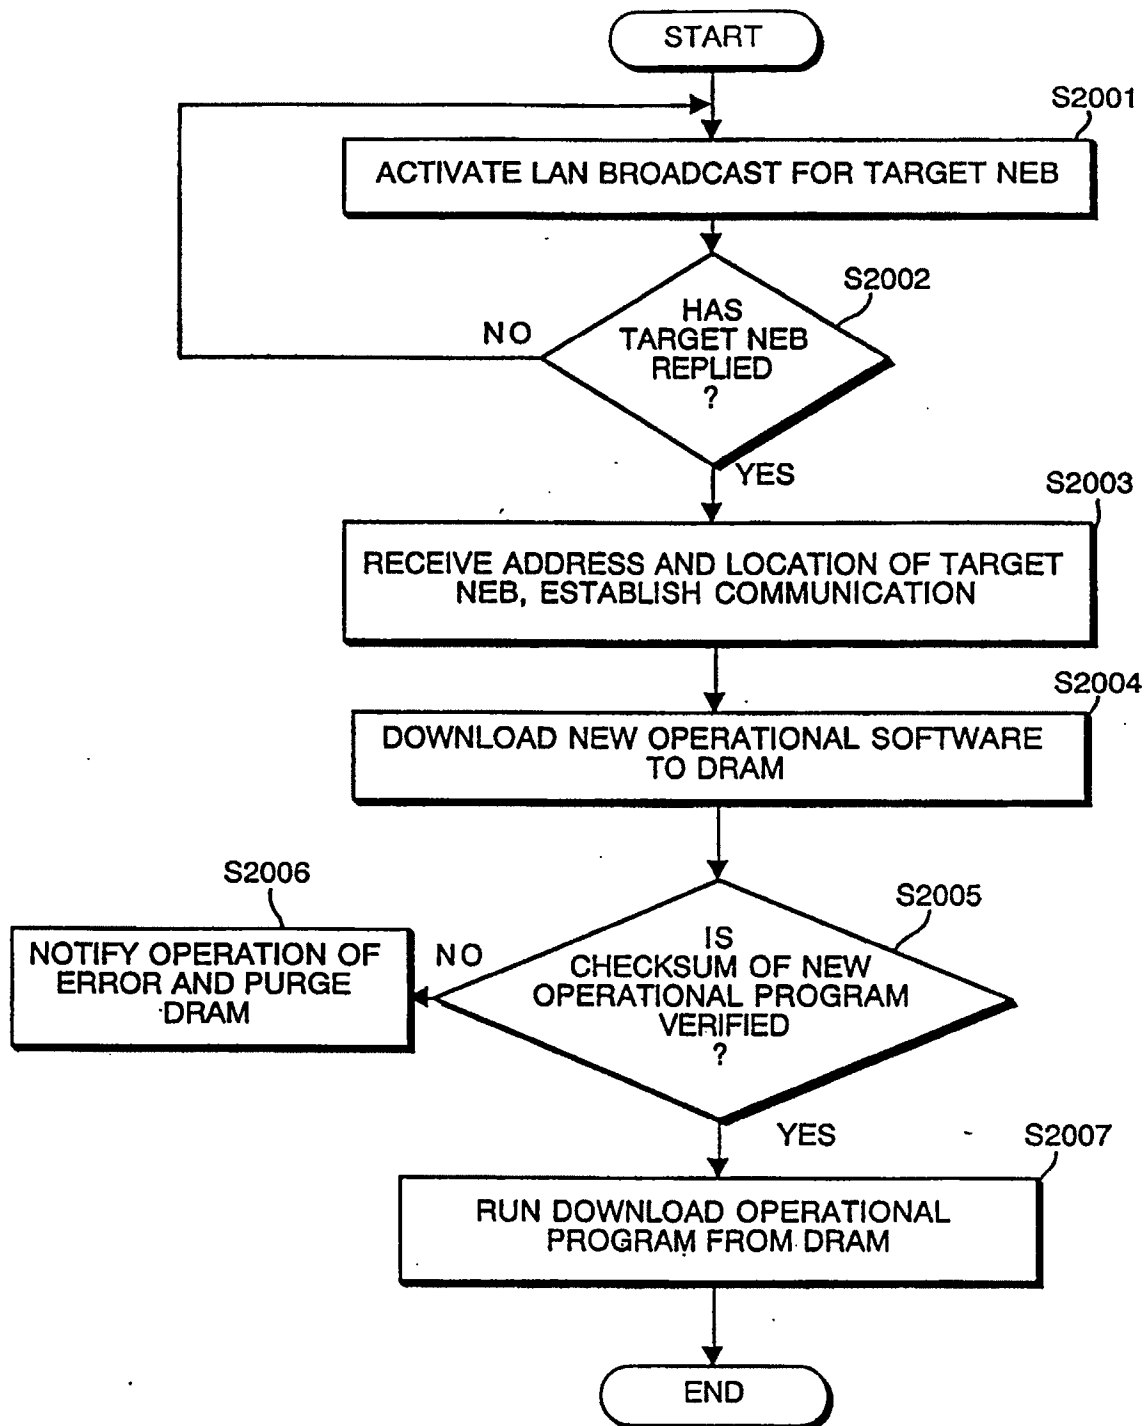 START
S2001
ACTIVATE LAN BROADCAST FOR TARGET NEB
S2002
HAS
TARGET NEB
REPLIED
?
NO
YES
S2003
RECEIVE ADDRESS AND LOCATION OF TARGET
NEB, ESTABLISH COMMUNICATION
S2004
DOWNLOAD NEW OPERATIONAL SOFTWARE
TO DRAM
S2005
IS
CHECKSUM OF NEW
OPERATIONAL PROGRAM
VERIFIED
?
NO
S2006
NOTIFY OPERATION OF
ERROR AND PURGE
DRAM
YES
S2007
RUN DOWNLOAD OPERATIONAL
PROGRAM FROM DRAM
END